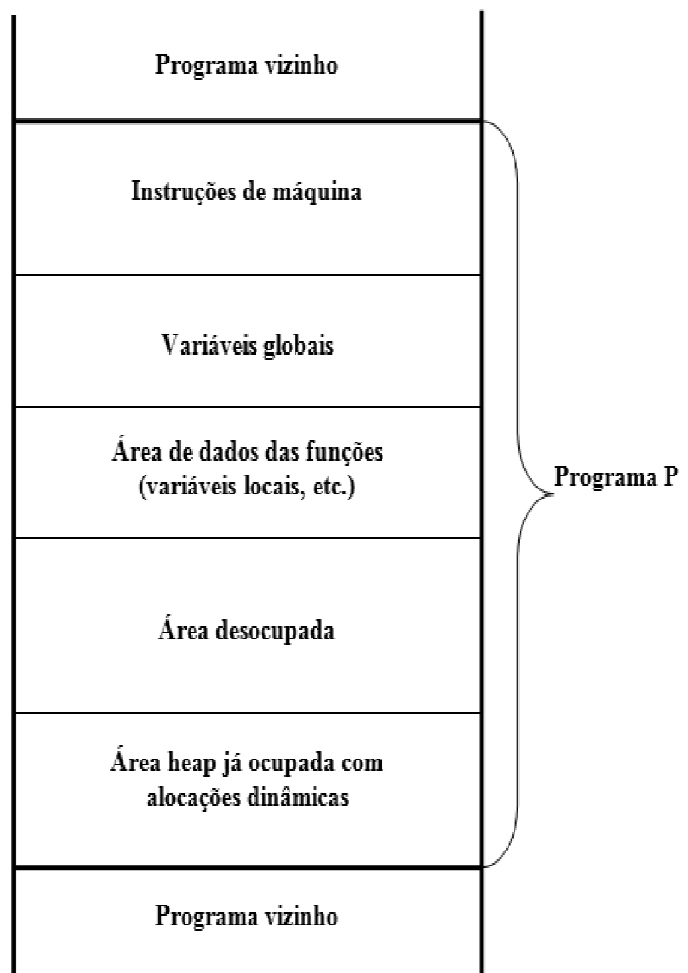 Programa vizinho
Instruções de máquina
Variáveis globais
Área de dados das funções
(variáveis locais, etc.)
Programa P
Área desocupada
Área heap já ocupada com
alocações dinâmicas
Programa vizinho